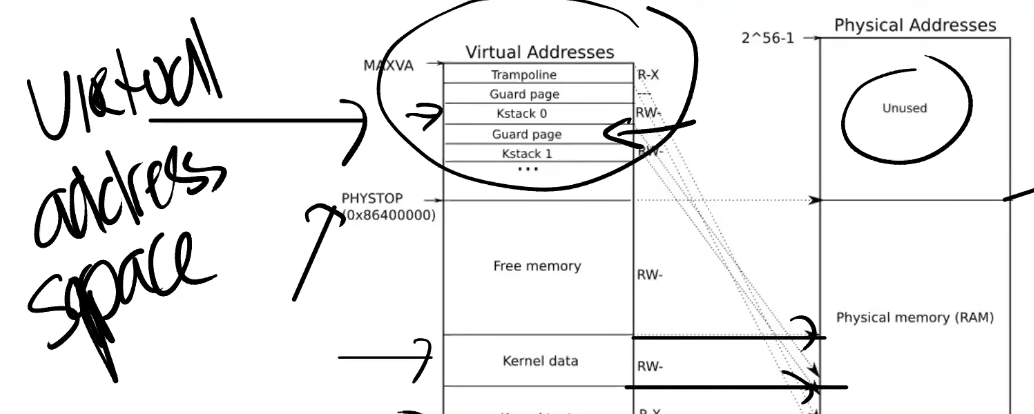 Physical Addresses
2^56-1
Virtual Addresses
MAXVA
Trampoline
R-X
Guard page
---
Kstack 0
RW-
Guard page
Kstack 1
RW-
...
Unused
Virtual
address
space
PHYSTOP
(0x86400000)
Free memory
RW-
Physical memory (RAM)
Kernel data
RW-
R-X